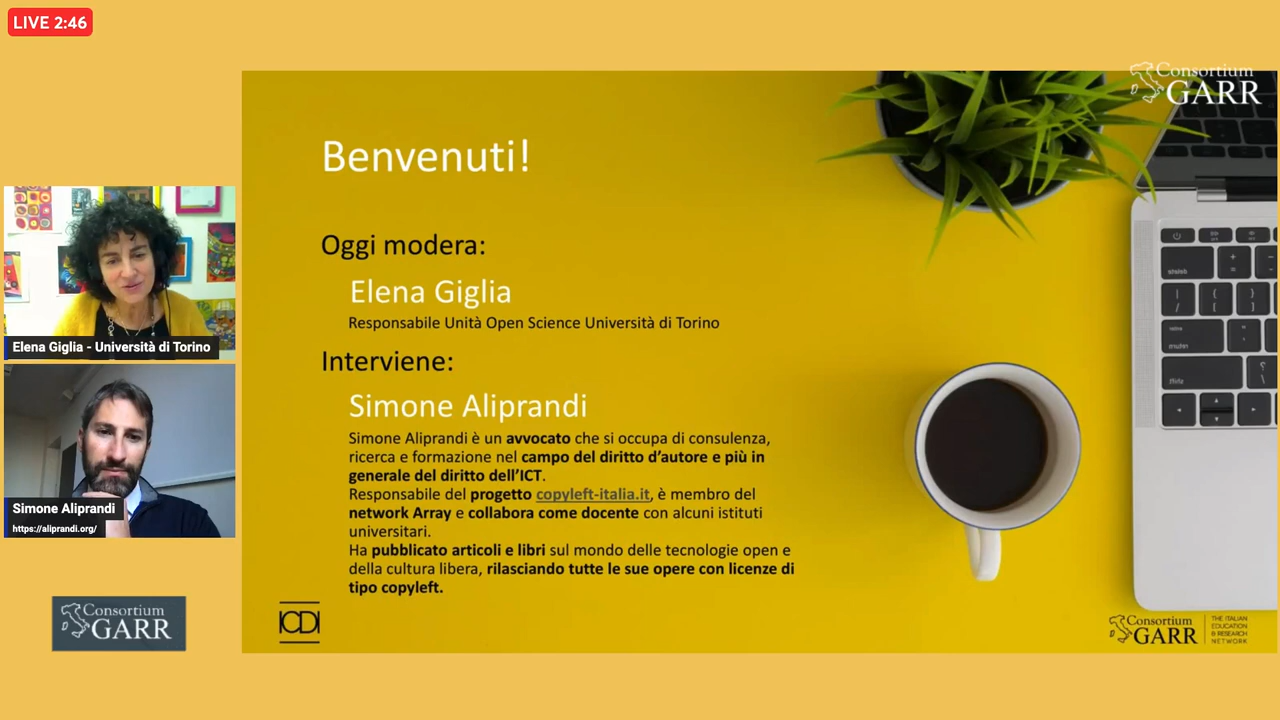 LIVE 2:46
Consortium
GARR
Benvenuti!
Oggi modera:
Elena Giglia
Responsabile Unità Open Science Università di Torino
Interviene:
Simone Aliprandi
Simone Aliprandi è un avvocato che si occupa di consulenza,
ricerca e formazione nel campo del diritto d'autore e più in
generale del diritto dell'ICT.
Responsabile del progetto copyleft-italia.it, è membro del
network Array e collabora come docente con alcuni istituti
universitari.
Ha pubblicato articoli e libri sul mondo delle tecnologie open e
della cultura libera, rilasciando tutte le sue opere con licenze di
tipo copyleft.
Elena Giglia - Università di Torino
Simone Aliprandi
https://aliprandi.org/
Consortium
GARR
ICDI
Consortium
GARR
THE ITALIAN
EDUCATION
& RESEARCH
NETWORK